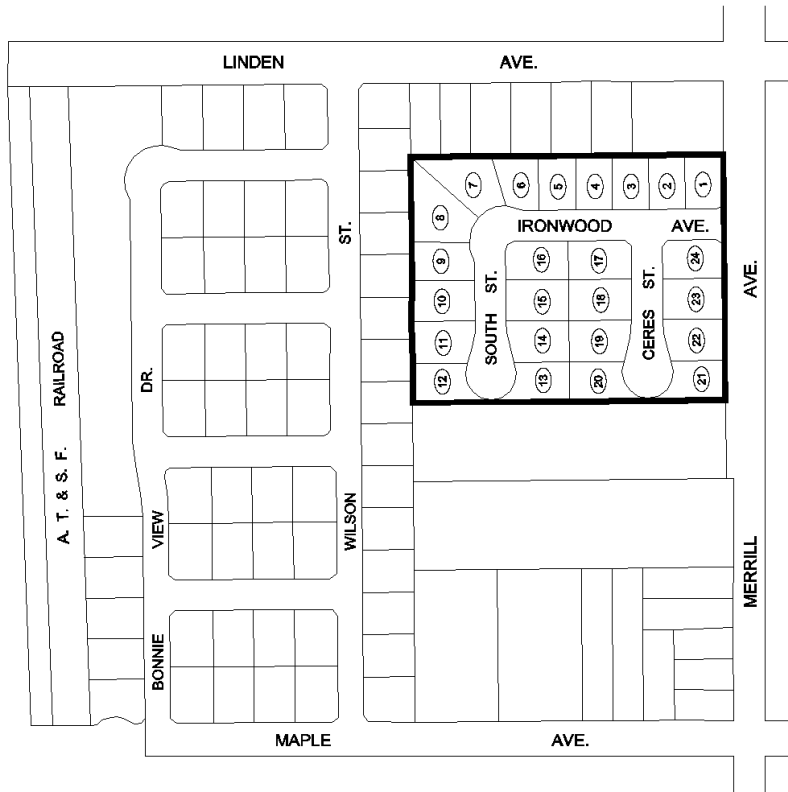 LINDEN AVE.
7 6 5 4 3 2 1
8
IRONWOOD AVE.
ST.
9 16 17 24
10 15 18 23
SOUTH ST.
CERES ST.
AVE.
11 14 19 22
12 13 20 21
A. T. & S. F. RAILROAD
BONNIE VIEW DR.
WILSON
MERRILL
MAPLE AVE.